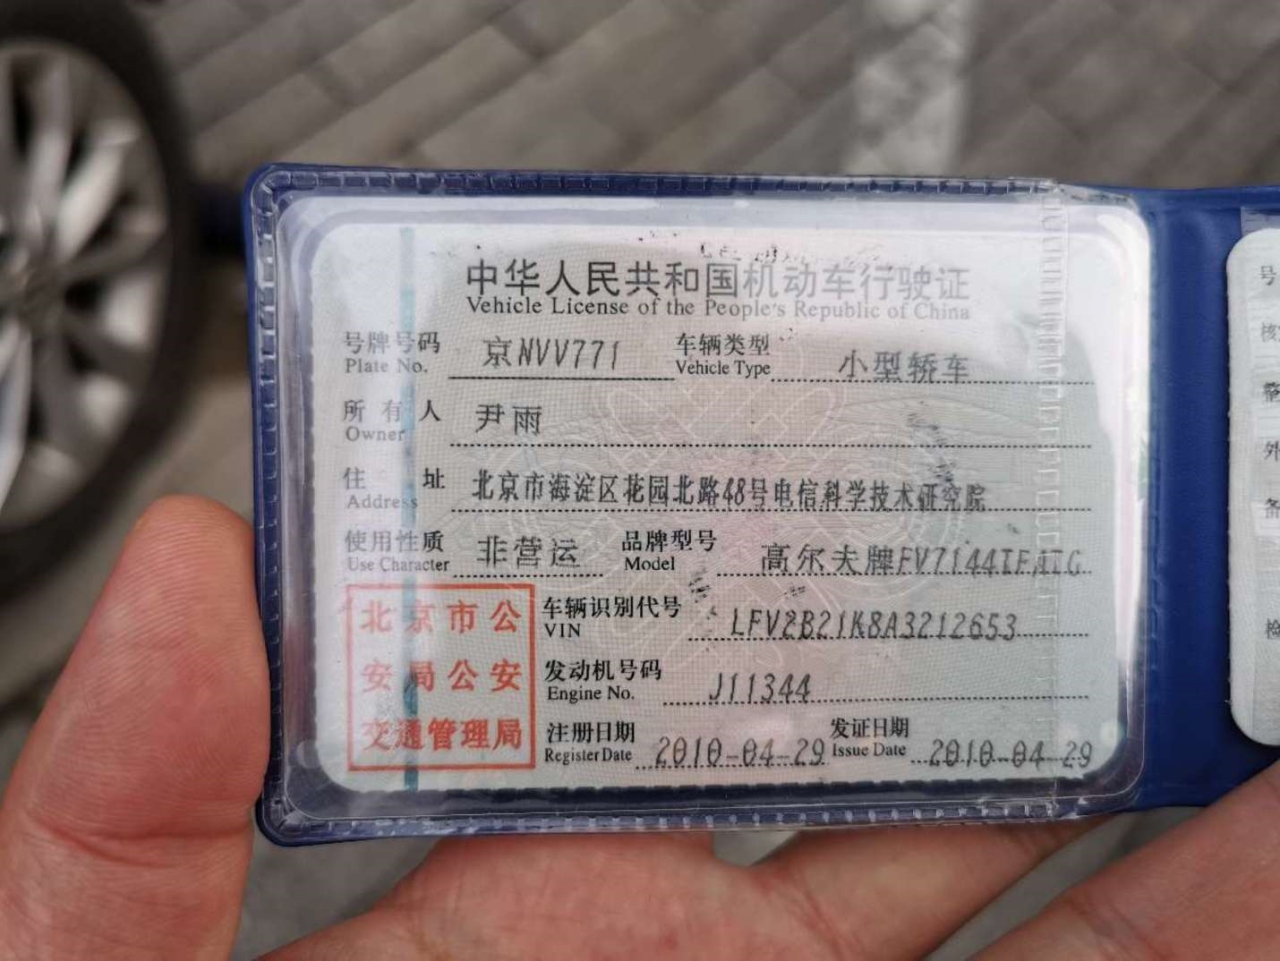 中华人民共和国机动车行驶证
Vehicle License of the People's Republic of China
号牌号码 京NVV771 车辆类型 小型轿车
Plate No. Vehicle Type
所有人 尹雨
Owner
住址 北京市海淀区花园北路48号电信科学技术研究院
Address
使用性质 非营运 品牌型号 高尔夫牌FV7144TFATG
Use Character Model
北京市公
安局公安
交通管理局
车辆识别代号 LFV2B21K8A3212653
VIN
发动机号码 J11344
Engine No.
注册日期 2010-04-29 发证日期 2010-04-29
Register Date Issue Date
号
核
整
外
备
检